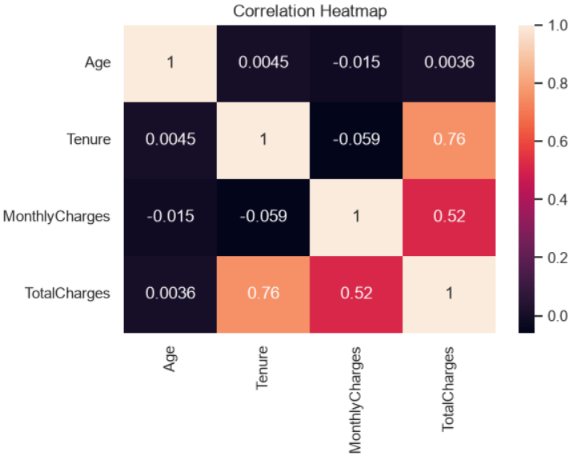 Correlation Heatmap
Age 1 0.0045 -0.015 0.0036
Tenure 0.0045 1 -0.059 0.76
MonthlyCharges -0.015 -0.059 1 0.52
TotalCharges 0.0036 0.76 0.52 1
Age Tenure MonthlyCharges TotalCharges
1.0
0.8
0.6
0.4
0.2
0.0